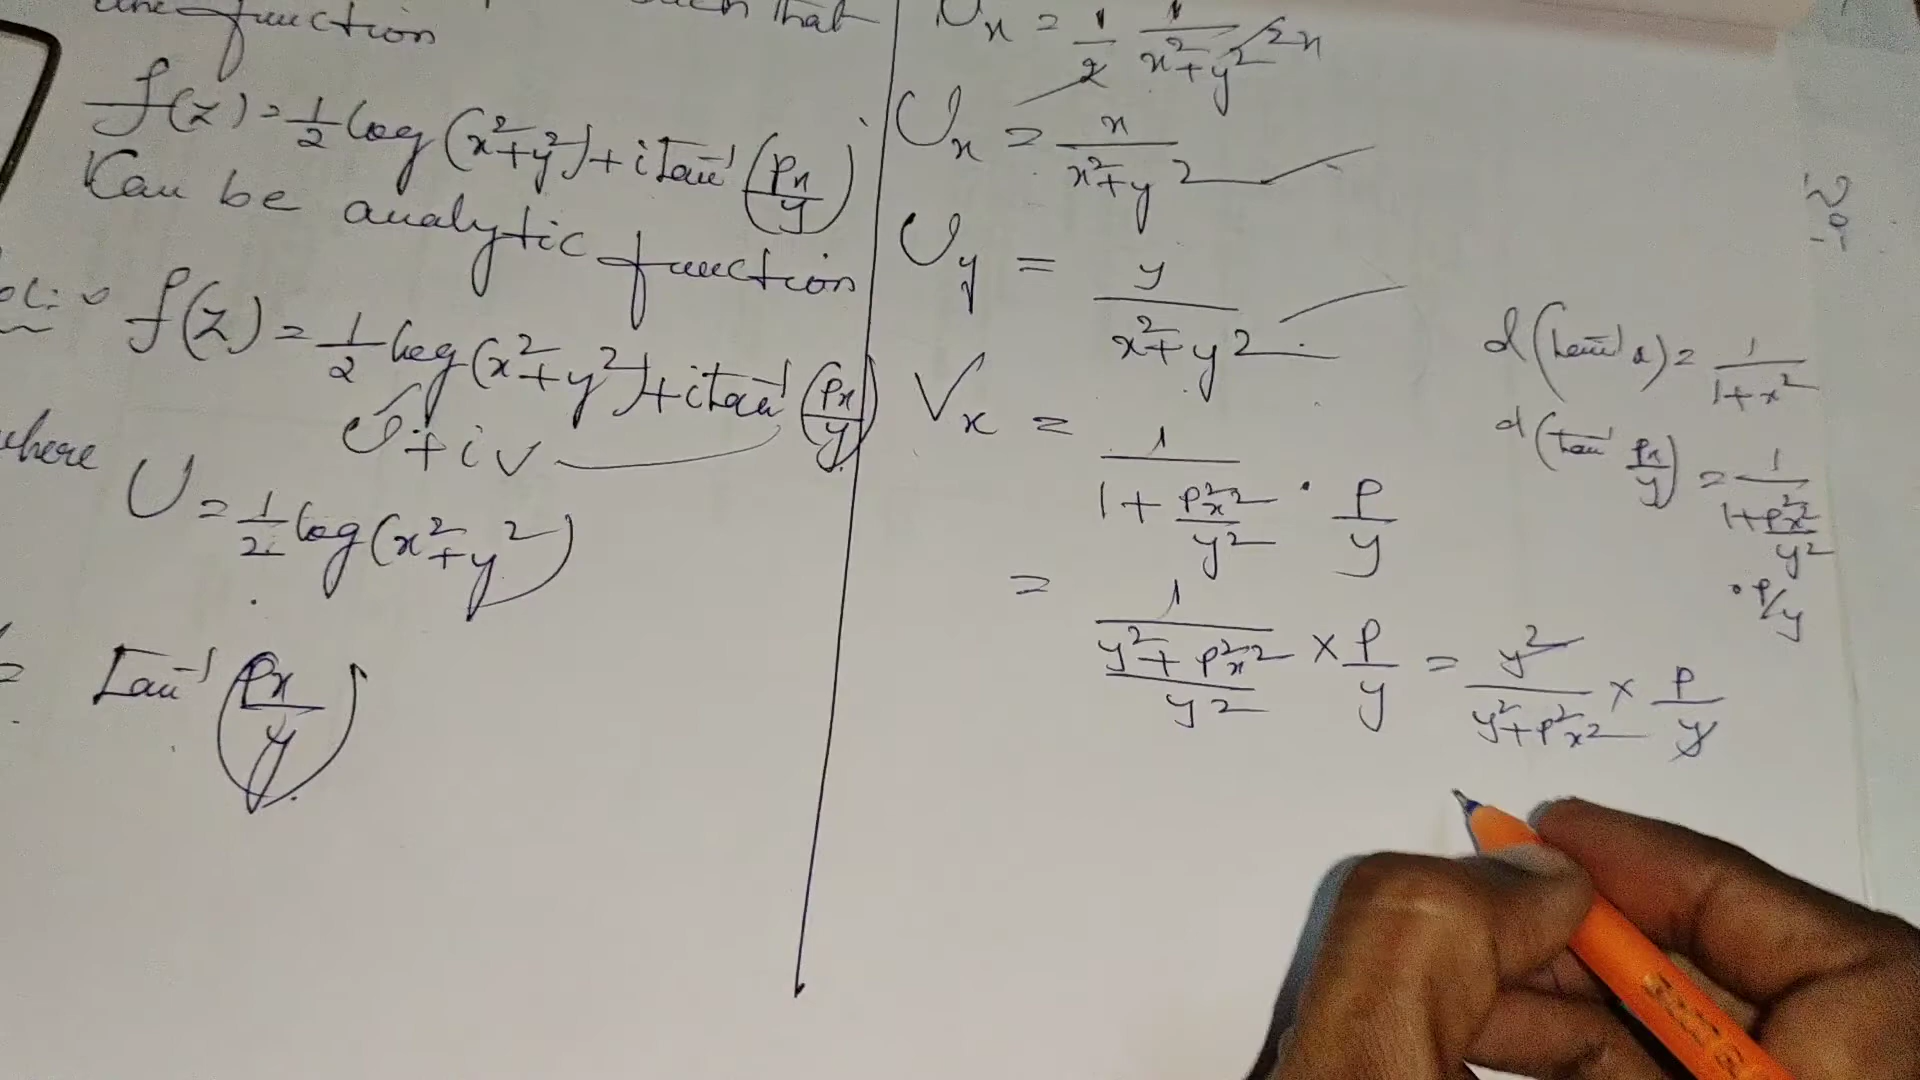 function such that
f(z) = 1/2 log(x²+y²) + i Tan⁻¹(px/y)
Can be analytic function
f(z) = 1/2 log(x²+y²) + i Tan⁻¹(px/y)
U + iv
where U = 1/2 log(x²+y²)
= Tan⁻¹(px/y)
Ux = 1/2 1/(x²+y²) 2x
Ux = x/(x²+y²)
Uy = y/(x²+y²)
Vx = 1/(1 + p²x²/y²) · p/y
= 1/((y² + p²x²)/y²) × p/y = y²/(y²+p²x²) × p/y
d(tan⁻¹ x) = 1/(1+x²)
d(tan⁻¹ px/y) = 1/(1+p²x²/y²)
· p/y